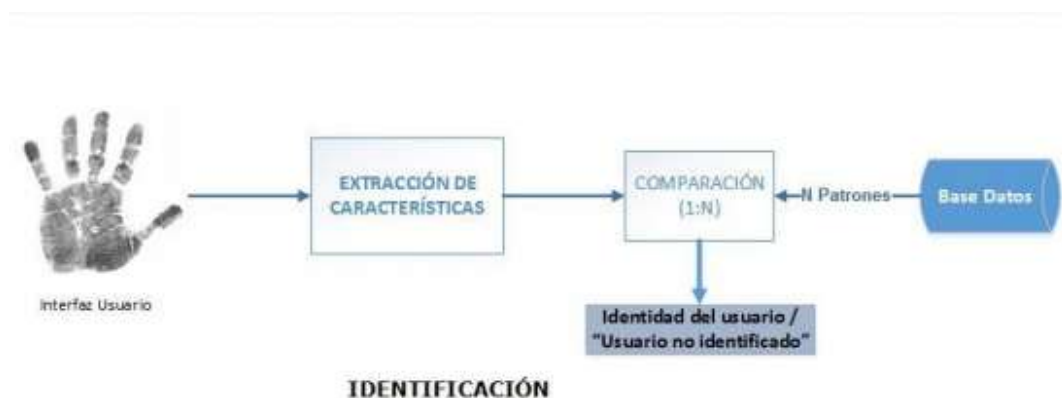 Interfaz Usuario
EXTRACCIÓN DE
CARACTERÍSTICAS
COMPARACIÓN
(1:N)
N Patrones
Base Datos
Identidad del usuario /
"Usuario no identificado"
IDENTIFICACIÓN